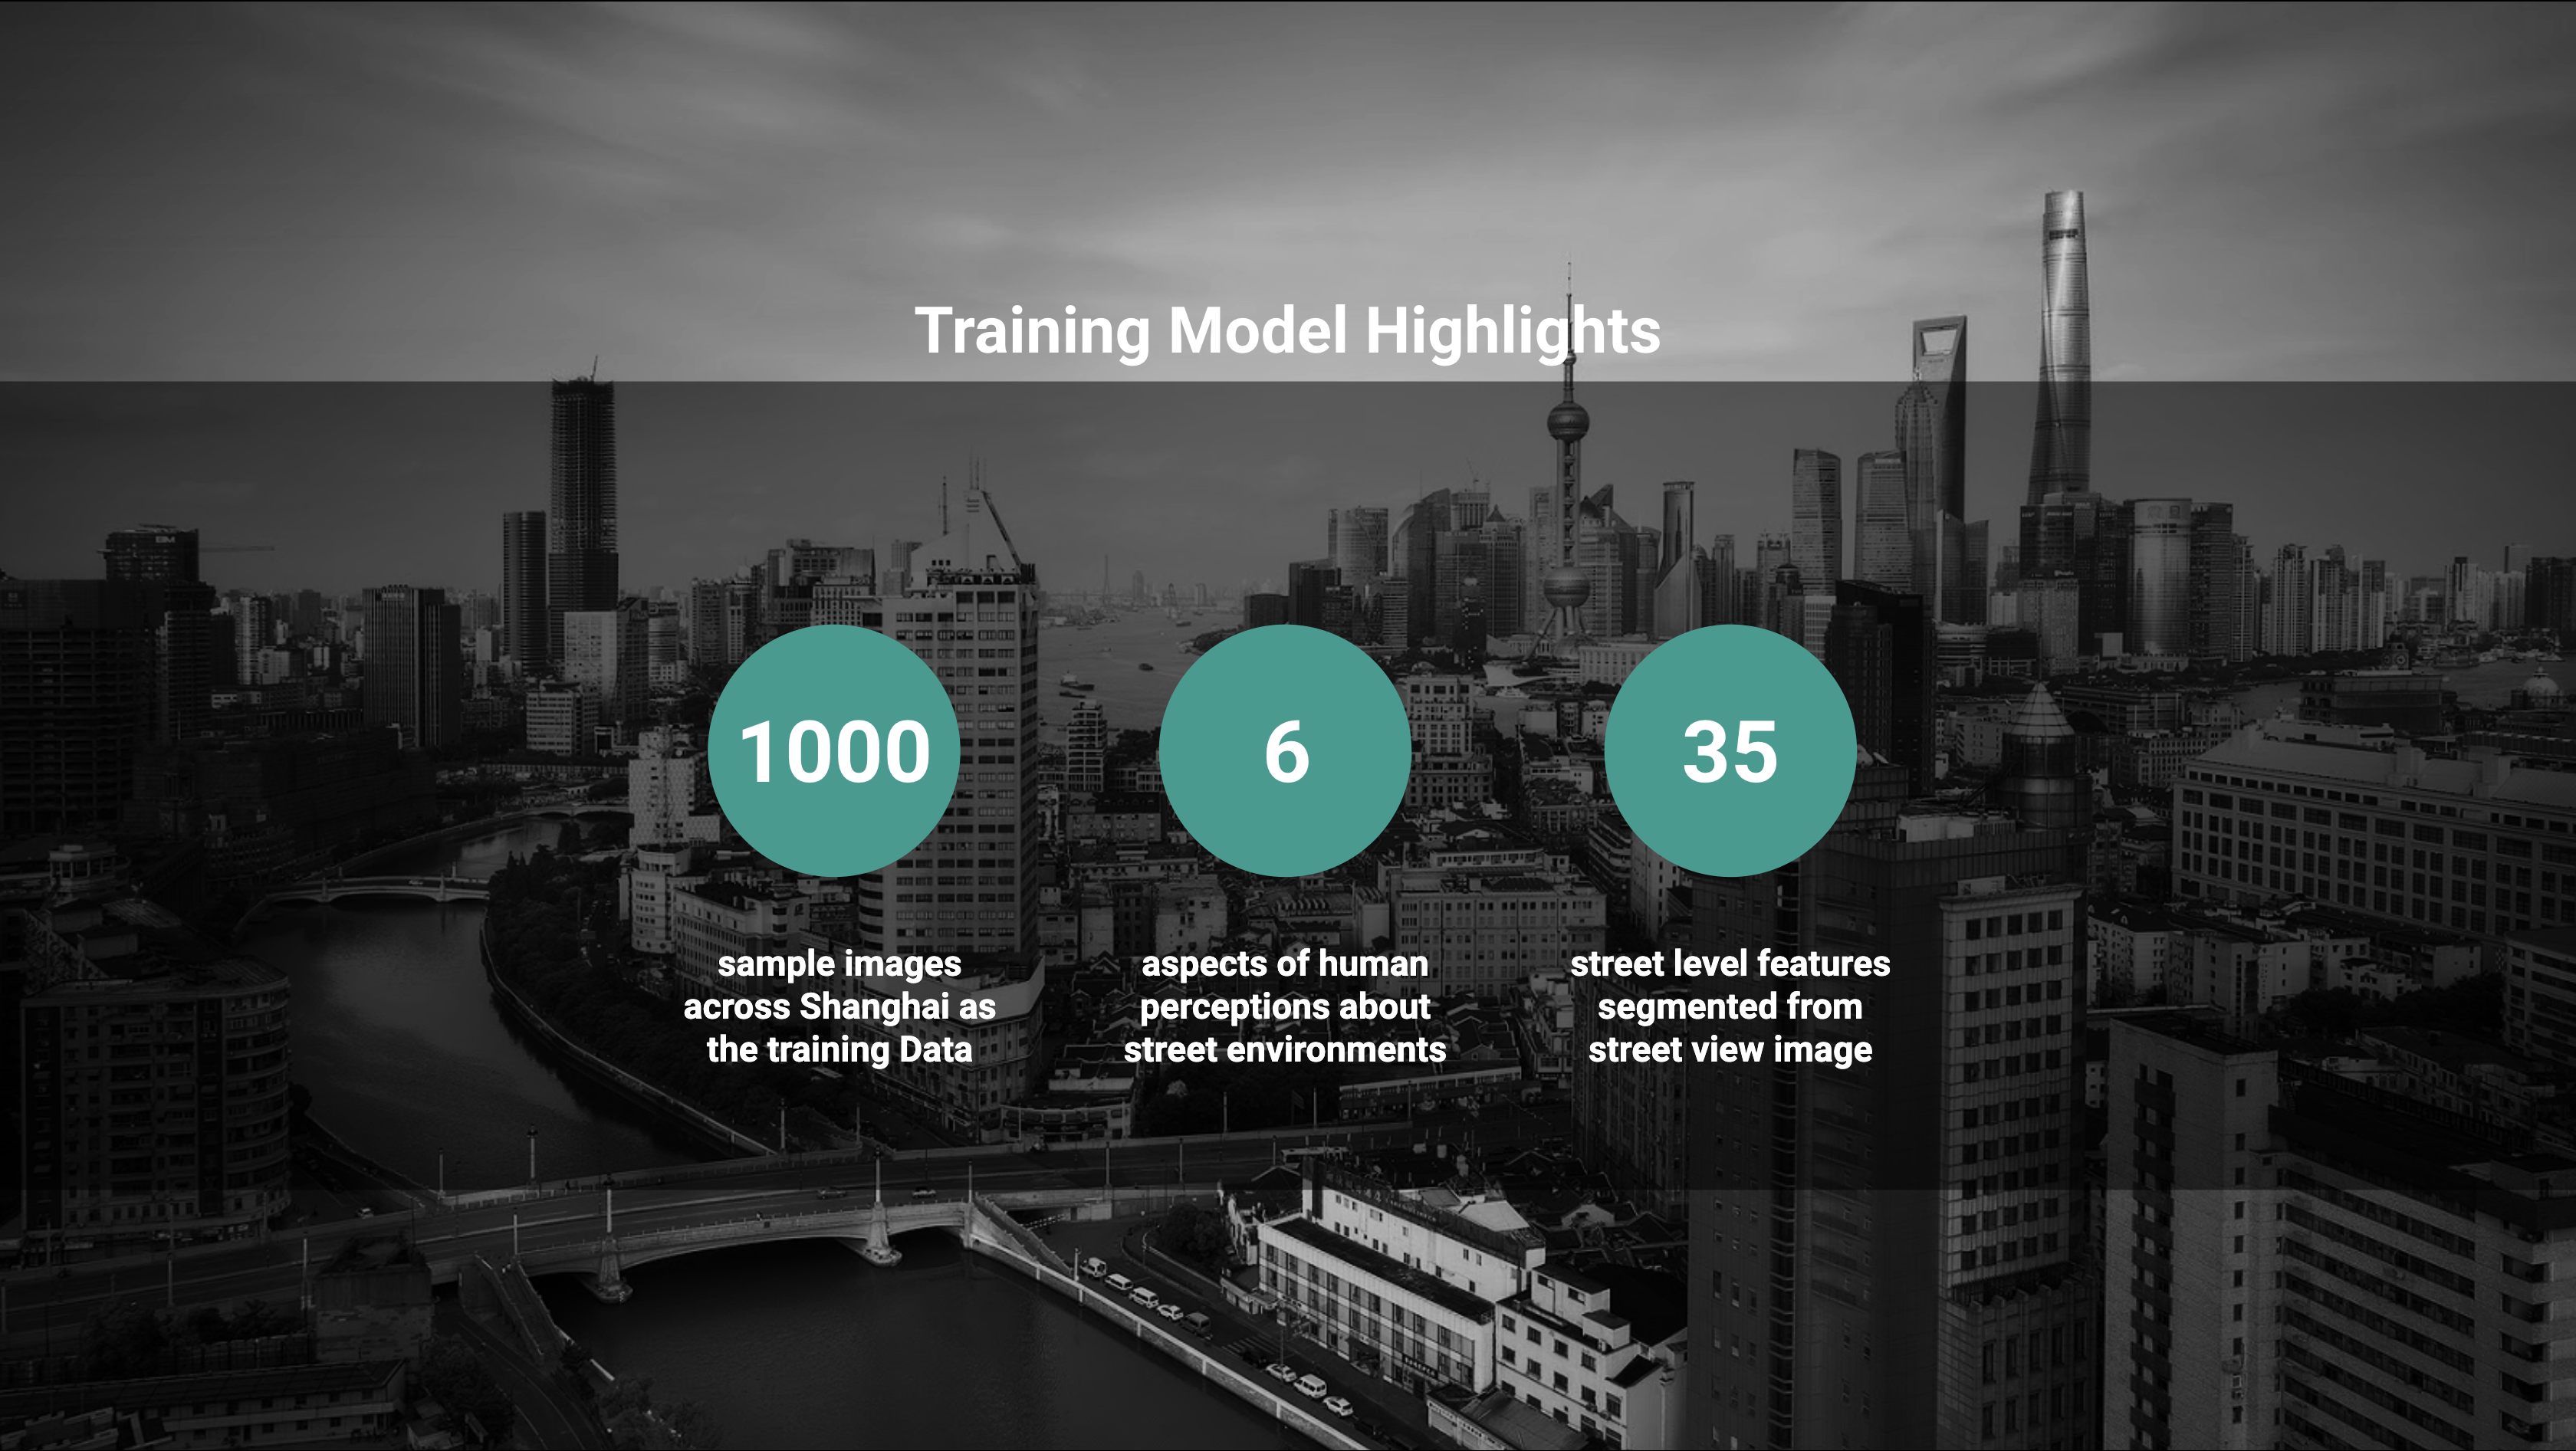 Training Model Highlights
1000
sample images
across Shanghai as
the training Data
6
aspects of human
perceptions about
street environments
35
street level features
segmented from
street view image